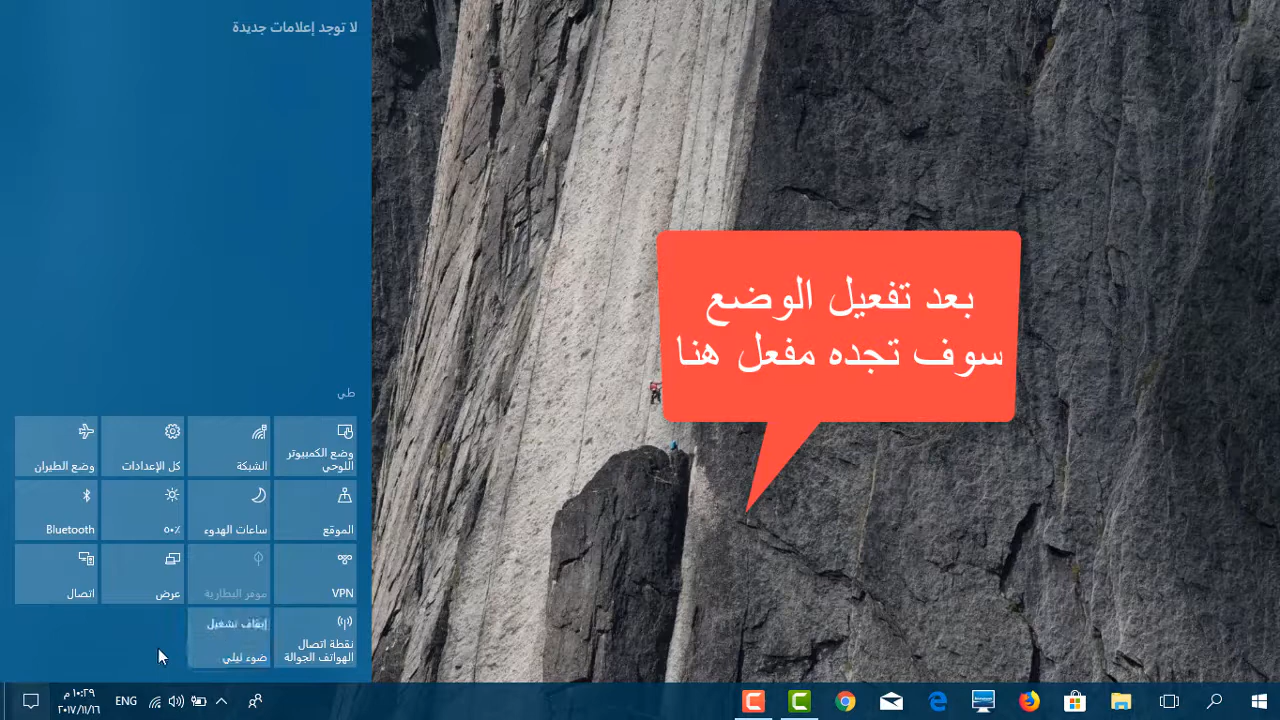 لا توجد إعلامات جديدة
بعد تفعيل الوضع
سوف تجده مفعل هنا
طي
وضع الكمبيوتر
اللوحي
الشبكة
كل الإعدادات
وضع الطيران
الموقع
ساعات الهدوء
٥٠٪
Bluetooth
VPN
موفر البطارية
عرض
اتصال
نقطة اتصال
الهواتف الجوالة
إيقاف تشغيل
ضوء ليلي
ENG
١٠:٢٩ م
٢٠١٧/١١/١٦